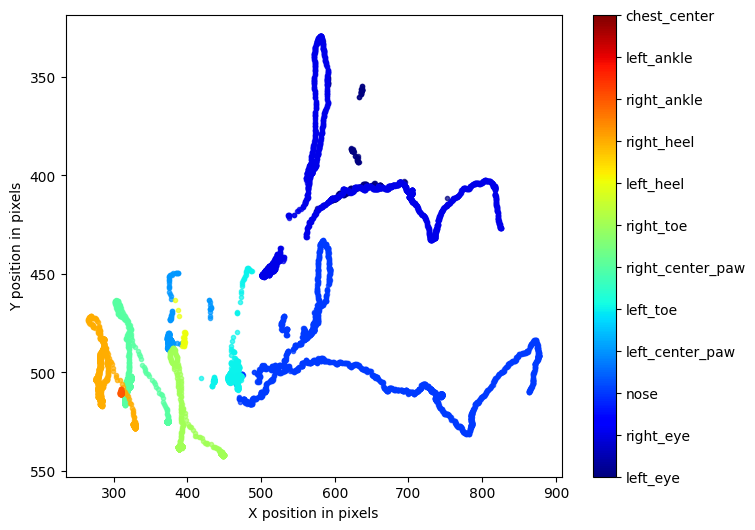 chest_center
left_ankle
right_ankle
right_heel
left_heel
right_toe
right_center_paw
left_toe
left_center_paw
nose
right_eye
left_eye
350
400
450
500
550
Y position in pixels
300 400 500 600 700 800 900
X position in pixels